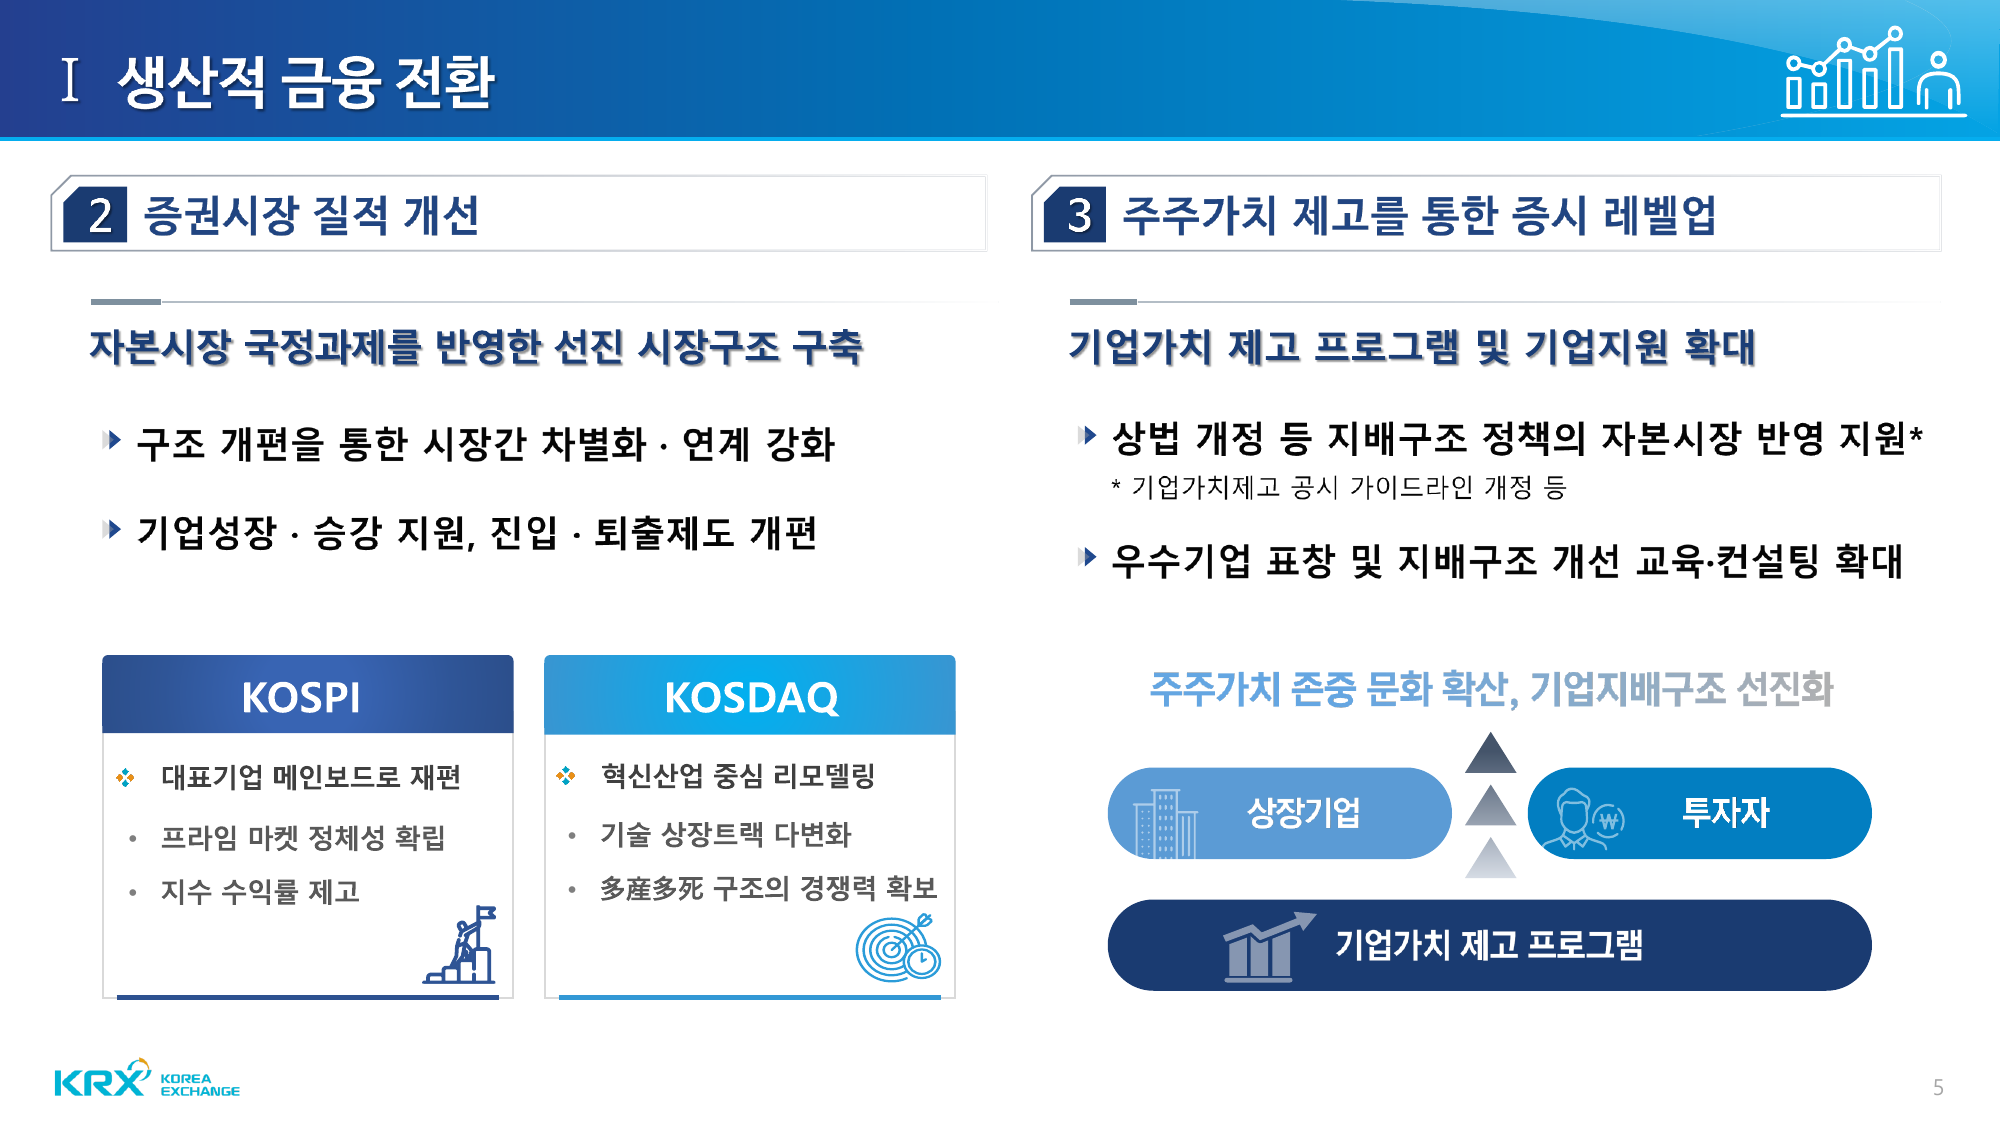 Ⅰ 생산적 금융 전환
2 증권시장 질적 개선
자본시장 국정과제를 반영한 선진 시장구조 구축
구조 개편을 통한 시장간 차별화 · 연계 강화
기업성장 · 승강 지원, 진입 · 퇴출제도 개편
KOSPI
대표기업 메인보드로 재편
• 프라임 마켓 정체성 확립
• 지수 수익률 제고
KOSDAQ
혁신산업 중심 리모델링
• 기술 상장트랙 다변화
• 多産多死 구조의 경쟁력 확보
3 주주가치 제고를 통한 증시 레벨업
기업가치 제고 프로그램 및 기업지원 확대
상법 개정 등 지배구조 정책의 자본시장 반영 지원*
* 기업가치제고 공시 가이드라인 개정 등
우수기업 표창 및 지배구조 개선 교육·컨설팅 확대
주주가치 존중 문화 확산, 기업지배구조 선진화
상장기업
₩
투자자
기업가치 제고 프로그램
KRX KOREA
EXCHANGE
5